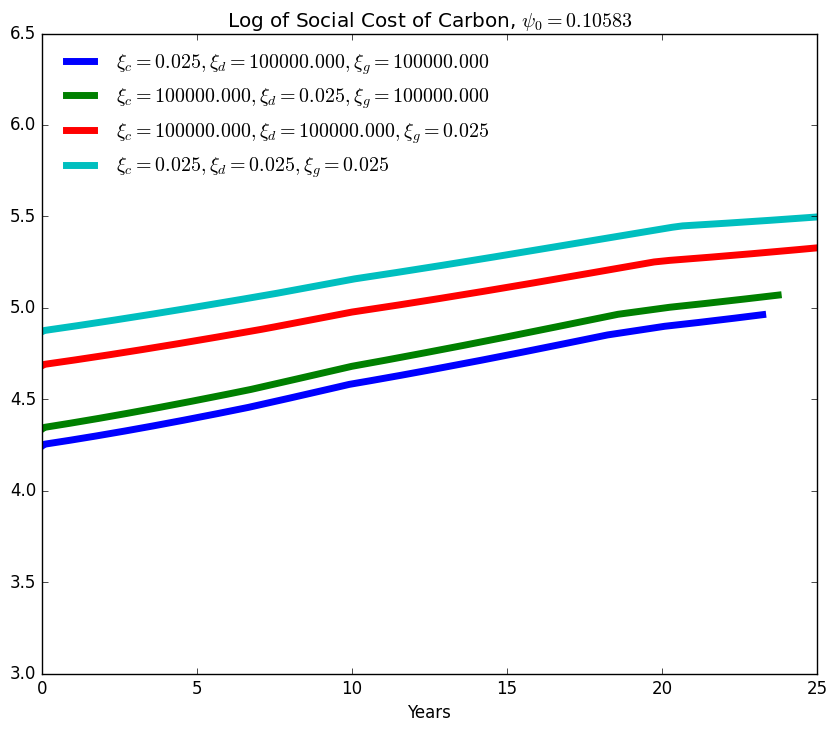 Log of Social Cost of Carbon, ψ₀ = 0.10583
ξ_c = 0.025, ξ_d = 100000.000, ξ_g = 100000.000
ξ_c = 100000.000, ξ_d = 0.025, ξ_g = 100000.000
ξ_c = 100000.000, ξ_d = 100000.000, ξ_g = 0.025
ξ_c = 0.025, ξ_d = 0.025, ξ_g = 0.025
6.5
6.0
5.5
5.0
4.5
4.0
3.5
3.0
0 5 10 15 20 25
Years